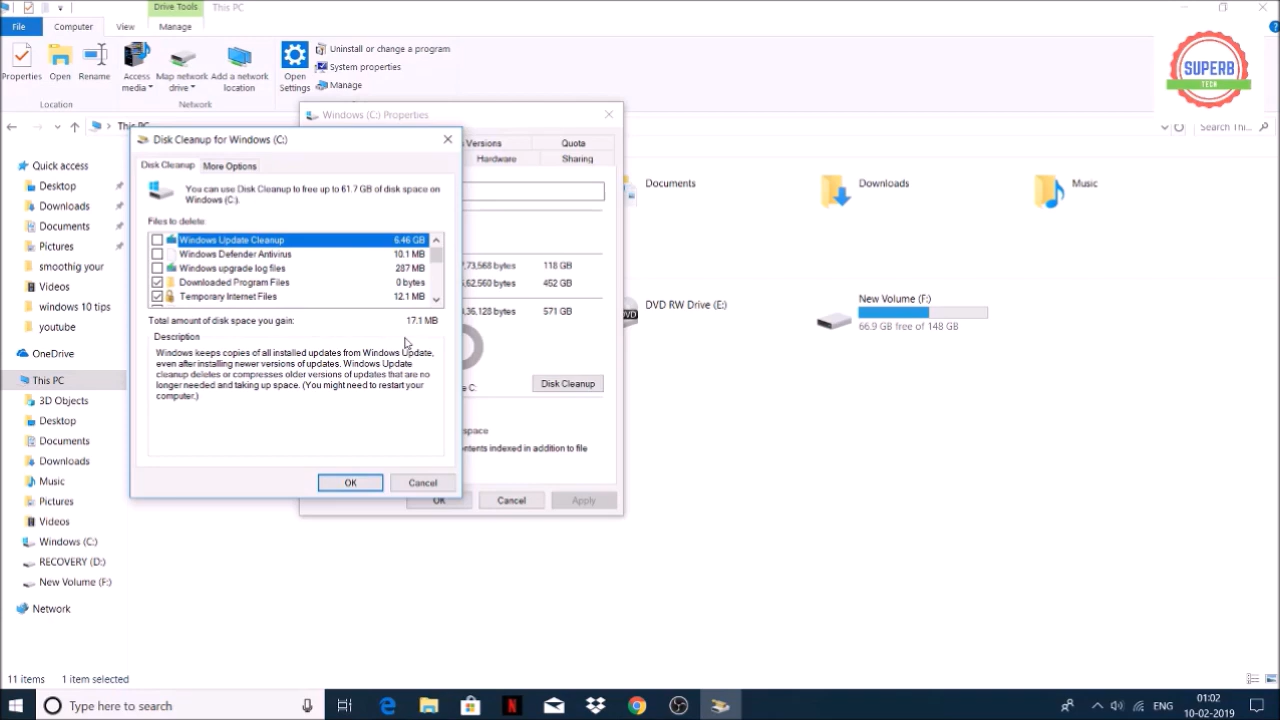 Drive Tools
This PC
File
Computer
View
Manage
Properties
Open
Rename
Access media
Map network drive
Add a network location
Open Settings
Uninstall or change a program
System properties
Manage
Location
Network
SUPERB
TECH
This PC
Search Thi...
Quick access
Desktop
Downloads
Documents
Pictures
smoothig your
Videos
windows 10 tips
youtube
OneDrive
This PC
3D Objects
Desktop
Documents
Downloads
Music
Pictures
Videos
Windows (C:)
RECOVERY (D:)
New Volume (F:)
Network
Windows (C:) Properties
Versions
Quota
Hardware
Sharing
,73,568 bytes 118 GB
,62,560 bytes 452 GB
,36,128 bytes 571 GB
e C:
Disk Cleanup
space
ntents indexed in addition to file
OK
Cancel
Apply
Disk Cleanup for Windows (C:)
Disk Cleanup
More Options
You can use Disk Cleanup to free up to 61.7 GB of disk space on
Windows (C:).
Files to delete:
Windows Update Cleanup 6.46 GB
Windows Defender Antivirus 10.1 MB
Windows upgrade log files 287 MB
Downloaded Program Files 0 bytes
Temporary Internet Files 12.1 MB
Total amount of disk space you gain: 17.1 MB
Description
Windows keeps copies of all installed updates from Windows Update,
even after installing newer versions of updates. Windows Update
cleanup deletes or compresses older versions of updates that are no
longer needed and taking up space. (You might need to restart your
computer.)
OK
Cancel
Documents
Downloads
Music
DVD
DVD RW Drive (E:)
New Volume (F:)
66.9 GB free of 148 GB
11 items
1 item selected
Type here to search
ENG
01:02
10-02-2019